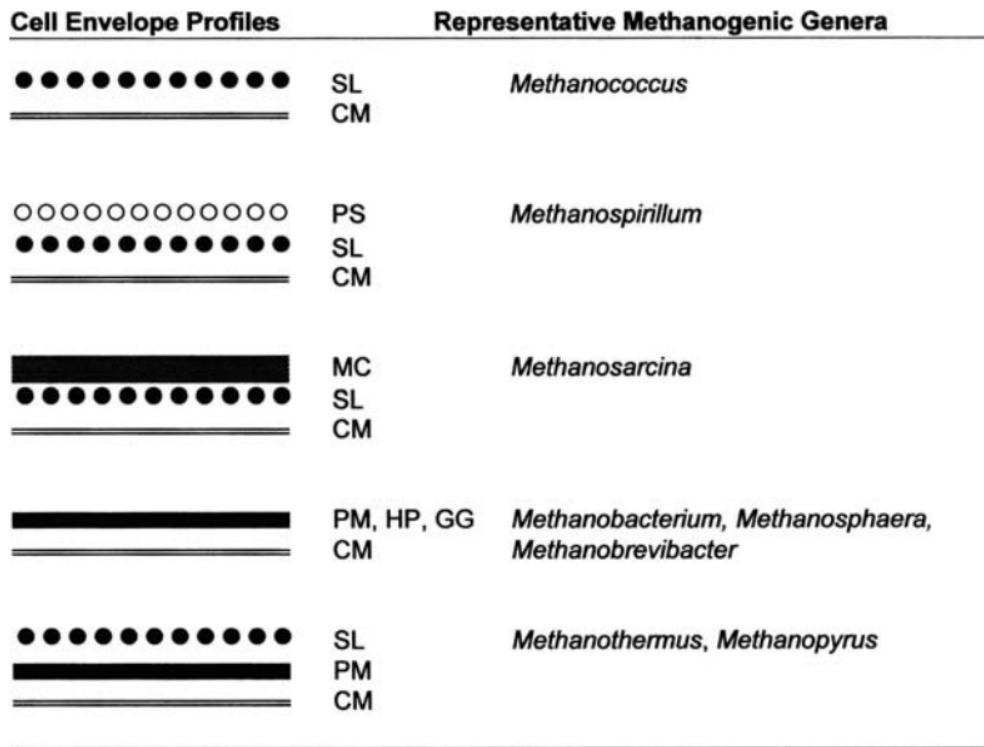 Cell Envelope Profiles Representative Methanogenic Genera
SL Methanococcus
CM
PS Methanospirillum
SL
CM
MC Methanosarcina
SL
CM
PM, HP, GG Methanobacterium, Methanosphaera,
CM Methanobrevibacter
SL Methanothermus, Methanopyrus
PM
CM